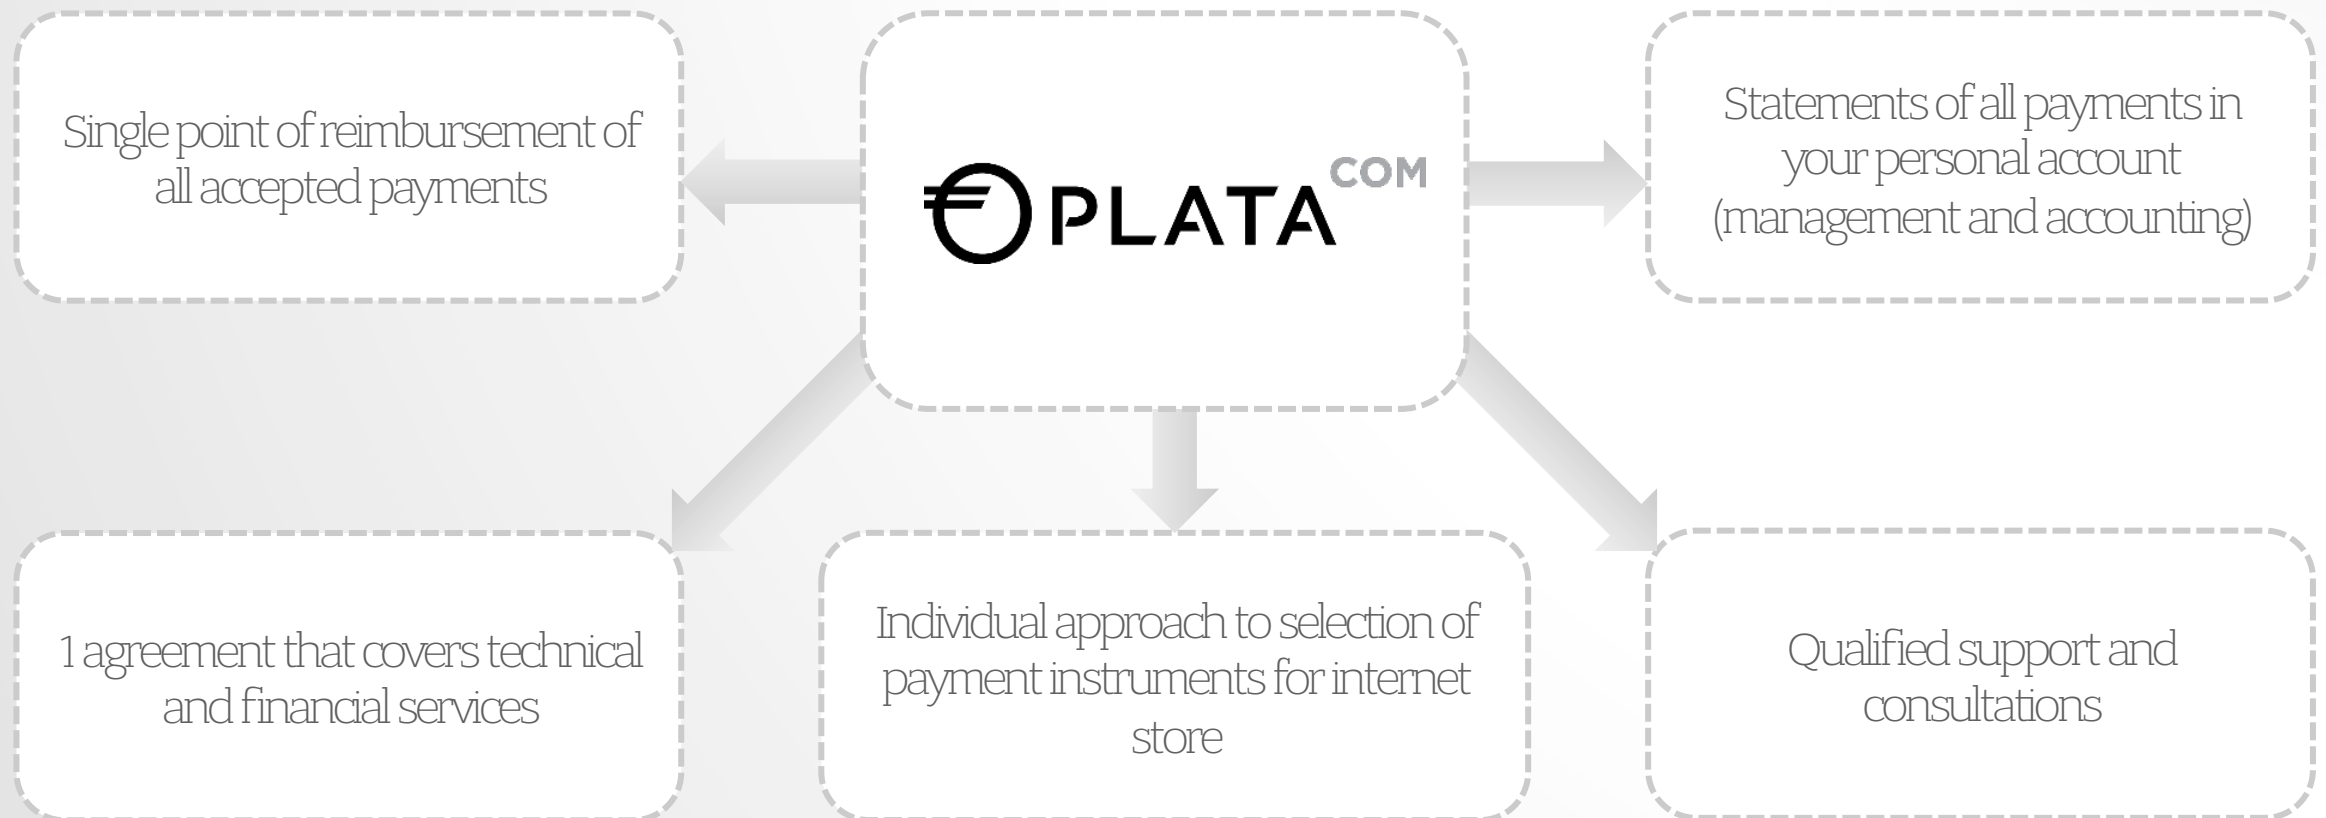 Single point of reimbursement of
all accepted payments
OPLATA COM
Statements of all payments in
your personal account
(management and accounting)
1 agreement that covers technical
and financial services
Individual approach to selection of
payment instruments for internet
store
Qualified support and
consultations